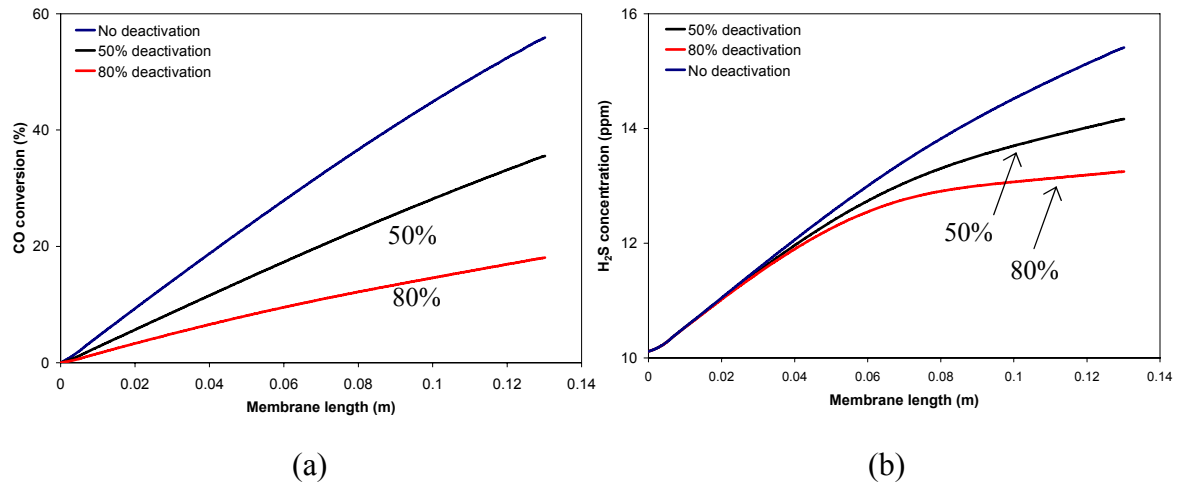 60
40
20
0
CO conversion (%)
No deactivation
50% deactivation
80% deactivation
50%
80%
0 0.02 0.04 0.06 0.08 0.1 0.12 0.14
Membrane length (m)
(a)
16
14
12
10
H₂S concentration (ppm)
50% deactivation
80% deactivation
No deactivation
50%
80%
0 0.02 0.04 0.06 0.08 0.1 0.12 0.14
Membrane length (m)
(b)